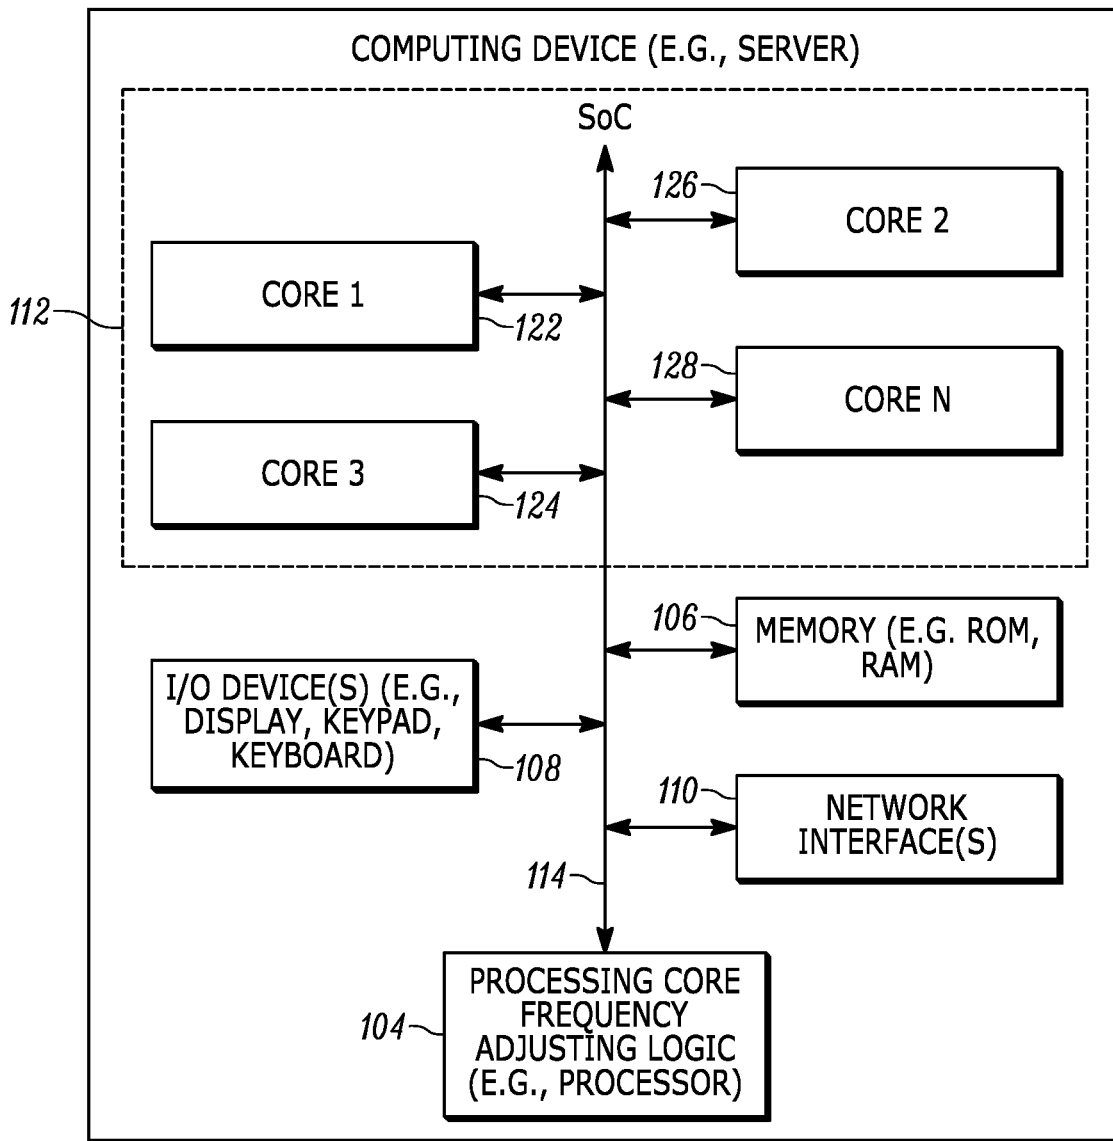 COMPUTING DEVICE (E.G., SERVER)
SoC
126
CORE 2
CORE 1
112
122
128
CORE N
CORE 3
124
106
MEMORY (E.G. ROM,
RAM)
I/O DEVICE(S) (E.G.,
DISPLAY, KEYPAD,
KEYBOARD)
108
110
NETWORK
INTERFACE(S)
114
PROCESSING CORE
FREQUENCY
ADJUSTING LOGIC
(E.G., PROCESSOR)
104